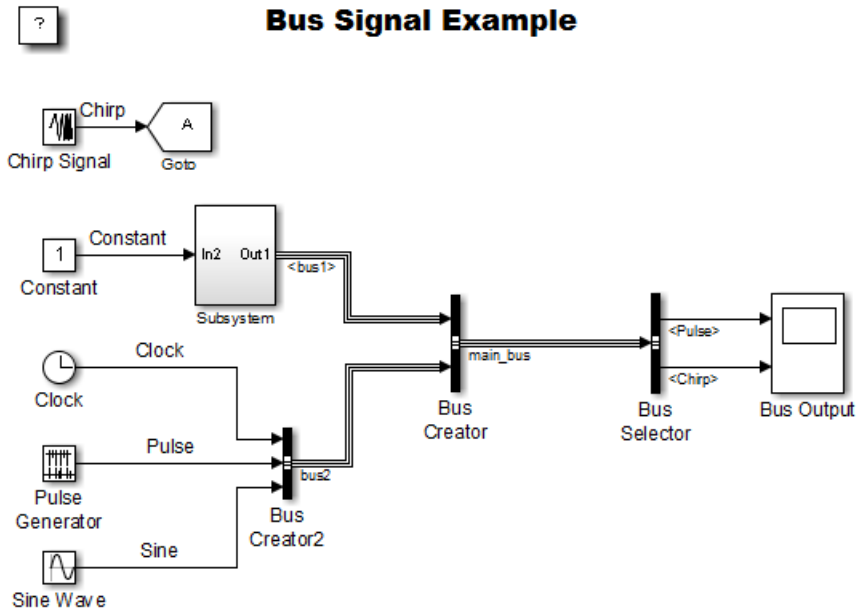 ?
Bus Signal Example
Chirp
A
Chirp Signal
Goto
Constant
1
Constant
In2 Out1
<bus1>
Subsystem
Clock
Clock
main_bus
<Pulse>
<Chirp>
Bus
Creator
Bus
Selector
Bus Output
Pulse
Pulse
Generator
bus2
Bus
Creator2
Sine
Sine Wave